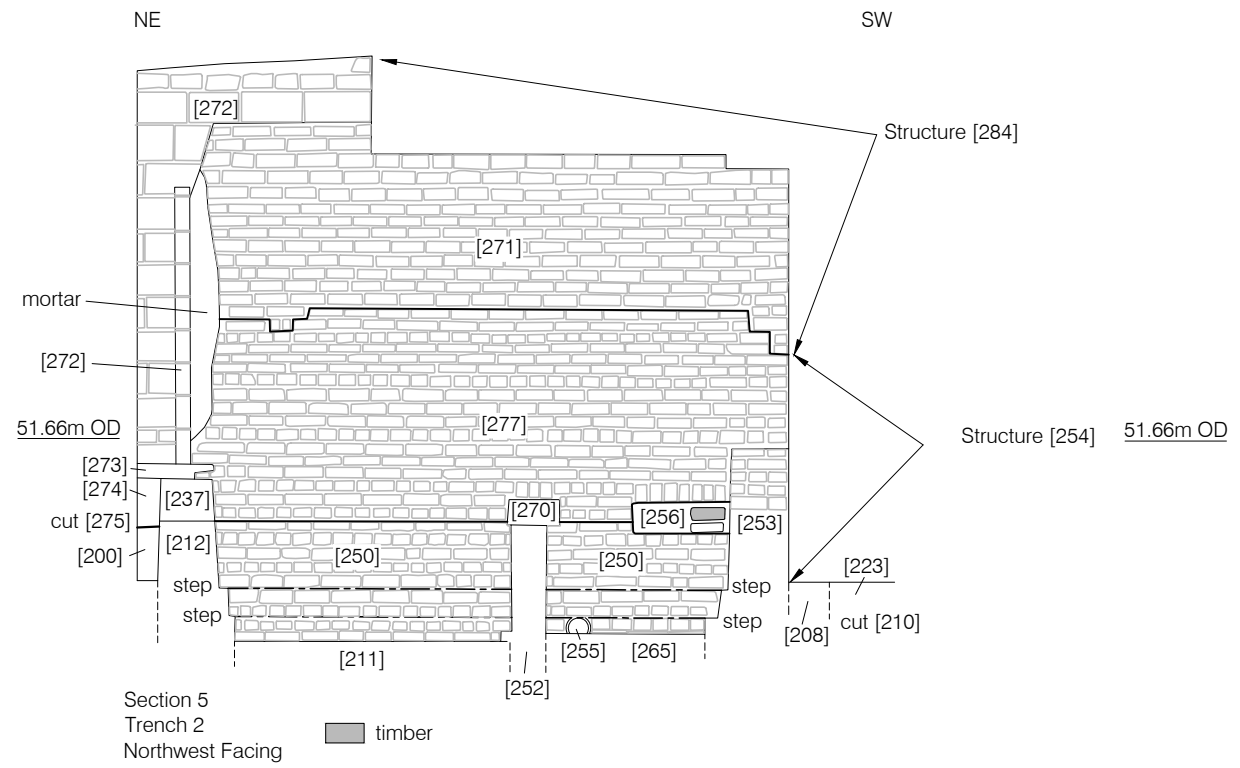 NE
SW
[272]
Structure [284]
[271]
mortar
[272]
[277]
51.66m OD
Structure [254]
51.66m OD
[273]
[274]
[237]
cut [275]
[270]
[256]
[253]
[212]
[200]
[250]
[250]
[223]
step
step
step
step
[208]
cut [210]
[211]
[255]
[265]
[252]
Section 5
Trench 2
Northwest Facing
timber